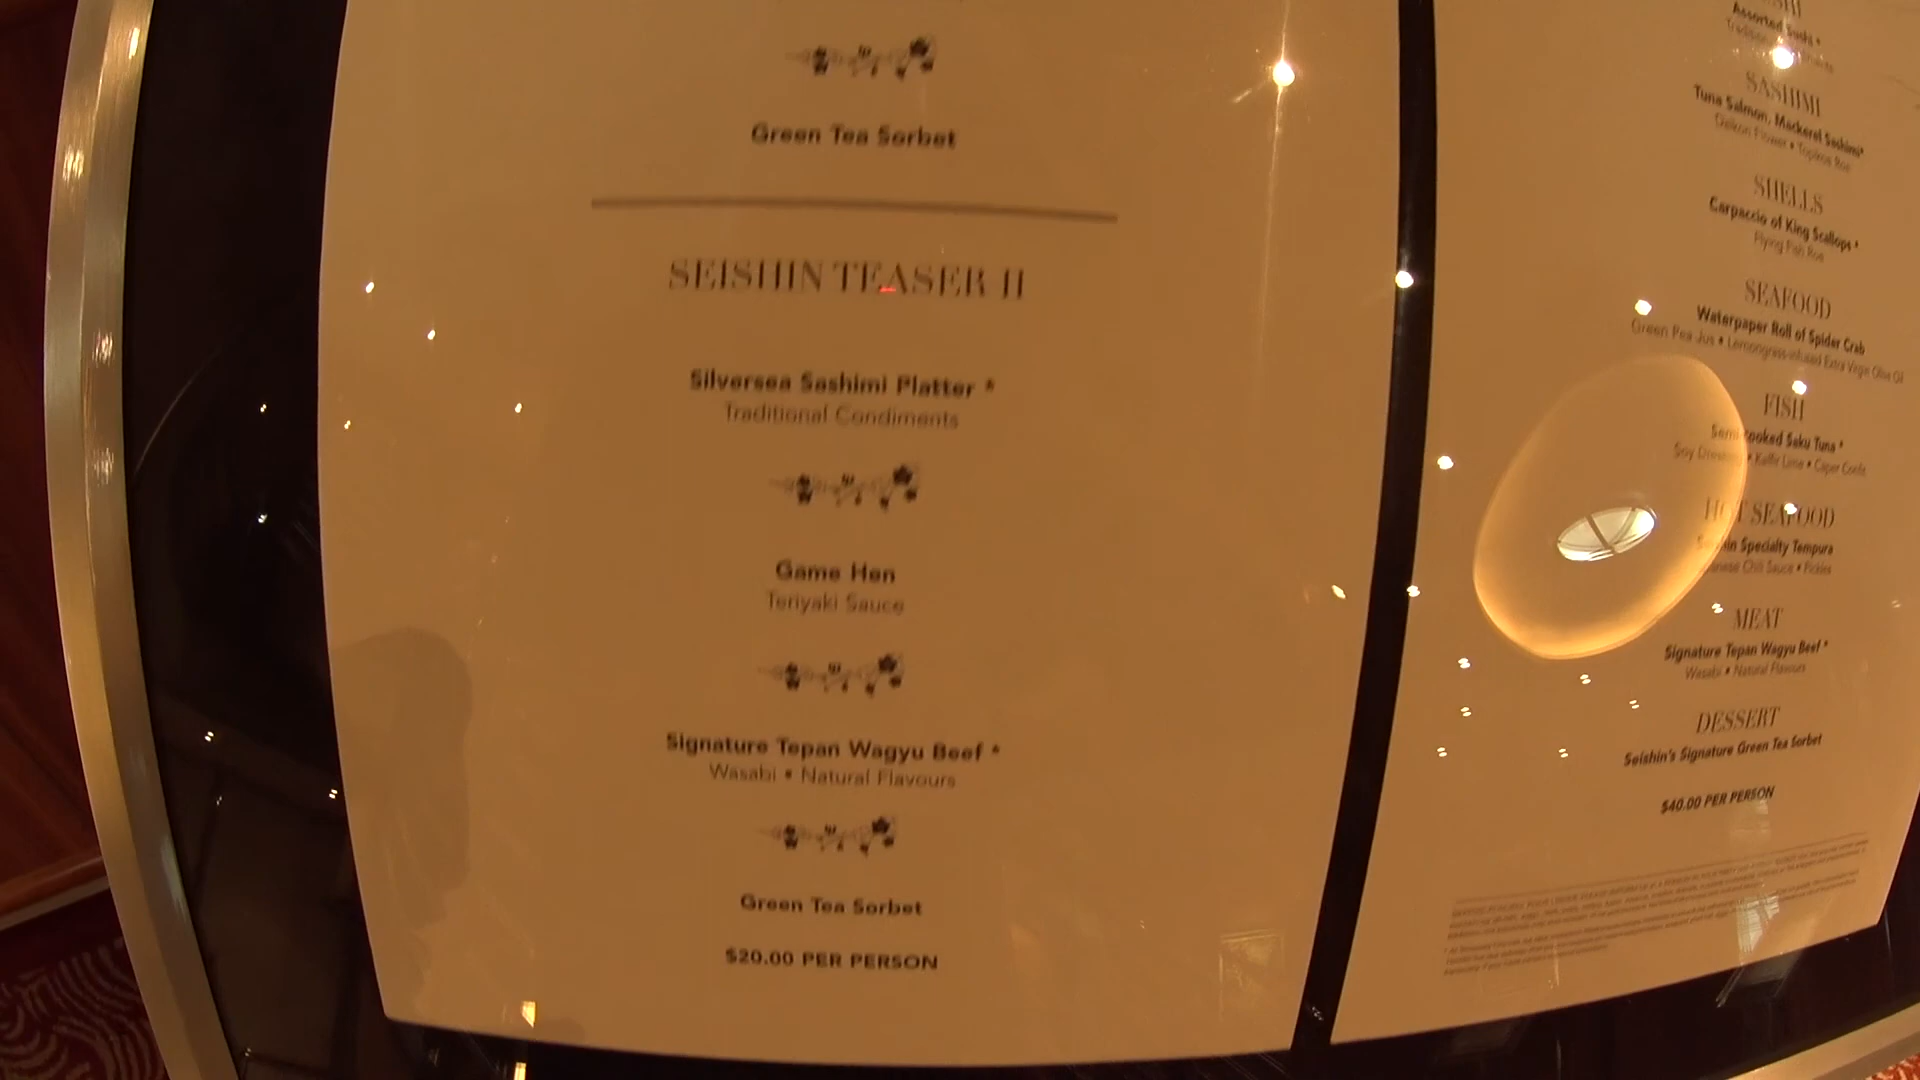 Green Tea Sorbet
SEISHIN TEASER II
Silversea Sashimi Platter *
Traditional Condiments
Game Hen
Teriyaki Sauce
Signature Tepan Wagyu Beef *
Wasabi • Natural Flavours
Green Tea Sorbet
$20.00 PER PERSON
Assorted Sushi *
SASHIMI
Tuna Salmon, Mackerel Sashimi*
Daikon Flower • Topikos Roe
SHELLS
Carpaccio of King Scallops *
Flying Fish Roe
SEAFOOD
Waterpaper Roll of Spider Crab
Green Pea Jus • Lemongrass-infused Extra Virgin Olive Oil
FISH
Semi cooked Saku Tuna *
Soy • Kaffir Lime • Caper
HOT SEAFOOD
Specialty Tempura
Chili Sauce • Pickles
MEAT
Signature Tepan Wagyu Beef *
Wasabi • Natural Flavours
DESSERT
Seishin's Signature Green Tea Sorbet
$40.00 PER PERSON